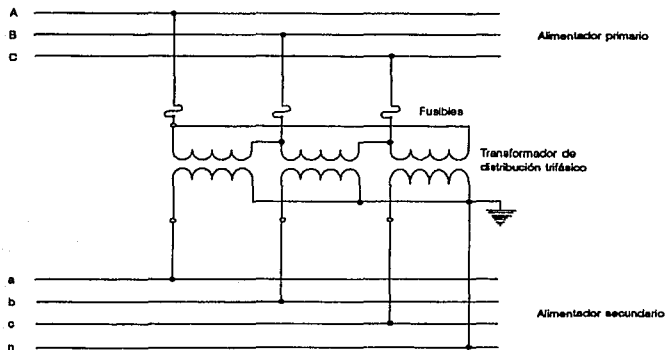 A
B
Alimentador primario
C
Fusibles
Transformador de
distribución trifásico
a
b
c
Alimentador secundario
n